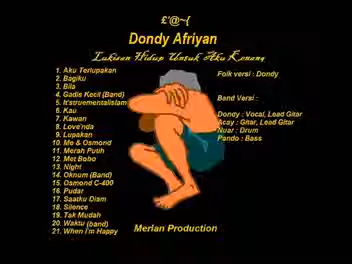 £'@~{
Dondy Afriyan
Lukisan Hidup Untuk Aku Kenang
1. Aku Terlupakan
2. Bagiku
3. Bila
4. Gadis Kecil (Band)
5. It'struementalislam
6. Kau
7. Kawan
8. Love'nda
9. Lupakan
10. Me & Osmond
11. Merah Putih
12. Met Bobo
13. Night
14. Oknum (Band)
15. Osmond C-400
16. Pudar
17. Saatku Diam
18. Silence
19. Tak Mudah
20. Waktu (band)
21. When I'm Happy
Folk versi : Dondy
Band Versi :
Dondy : Vocal, Lead Gitar
Acay : Gitar, Lead Gitar
Nuar : Drum
Pando : Bass
Merlan Production